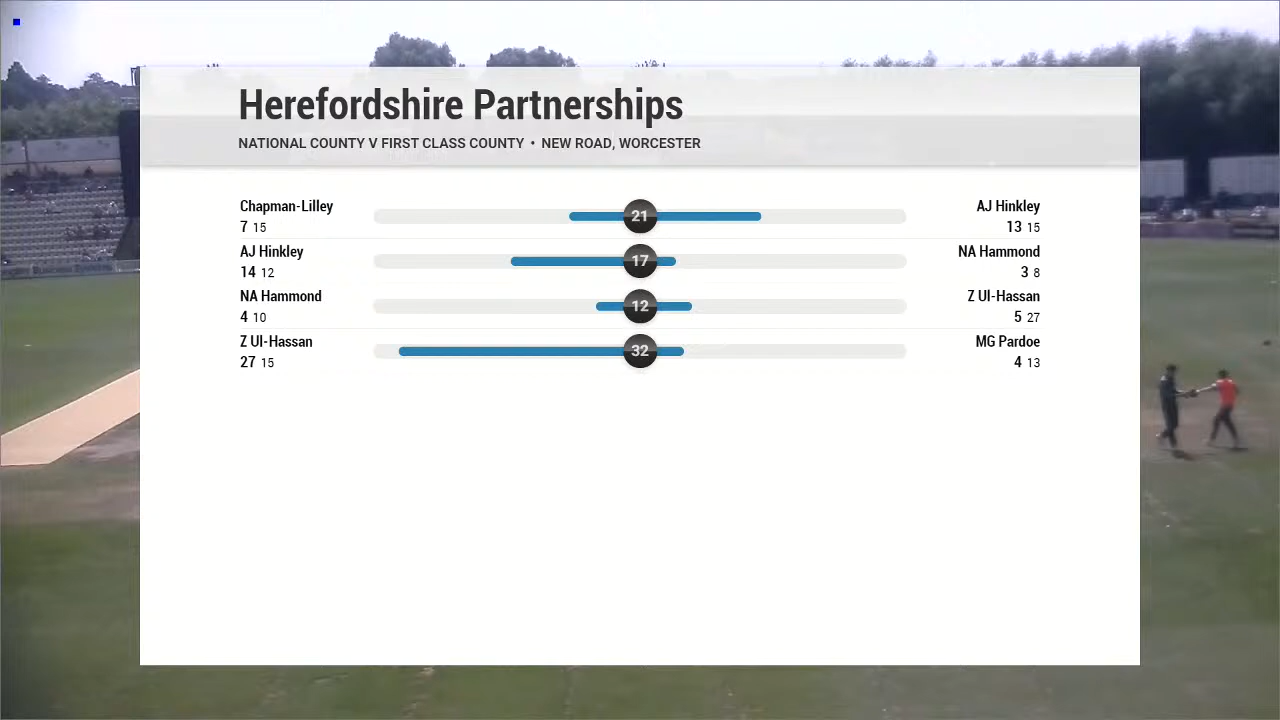 Herefordshire Partnerships
NATIONAL COUNTY V FIRST CLASS COUNTY • NEW ROAD, WORCESTER
Chapman-Lilley 21 AJ Hinkley
7 15 13 15
AJ Hinkley 17 NA Hammond
14 12 3 8
NA Hammond 12 Z Ul-Hassan
4 10 5 27
Z Ul-Hassan 32 MG Pardoe
27 15 4 13